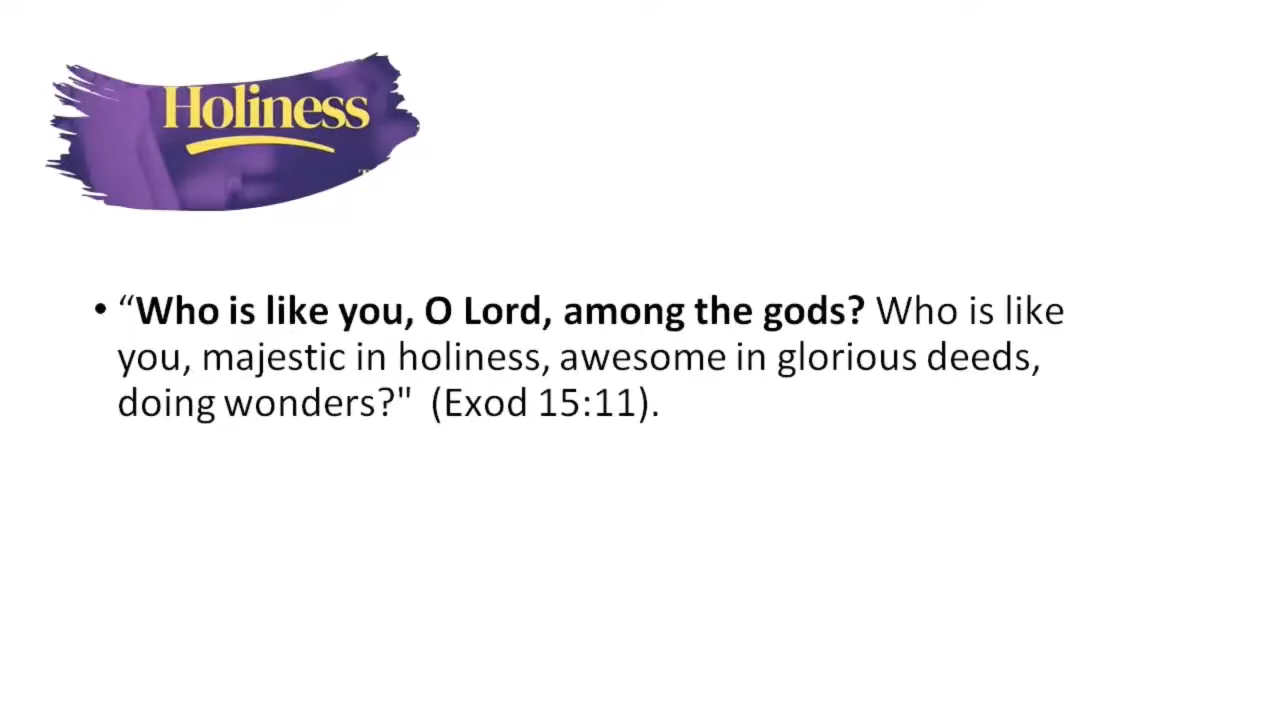 Holiness
• “Who is like you, O Lord, among the gods? Who is like
you, majestic in holiness, awesome in glorious deeds,
doing wonders?"  (Exod 15:11).